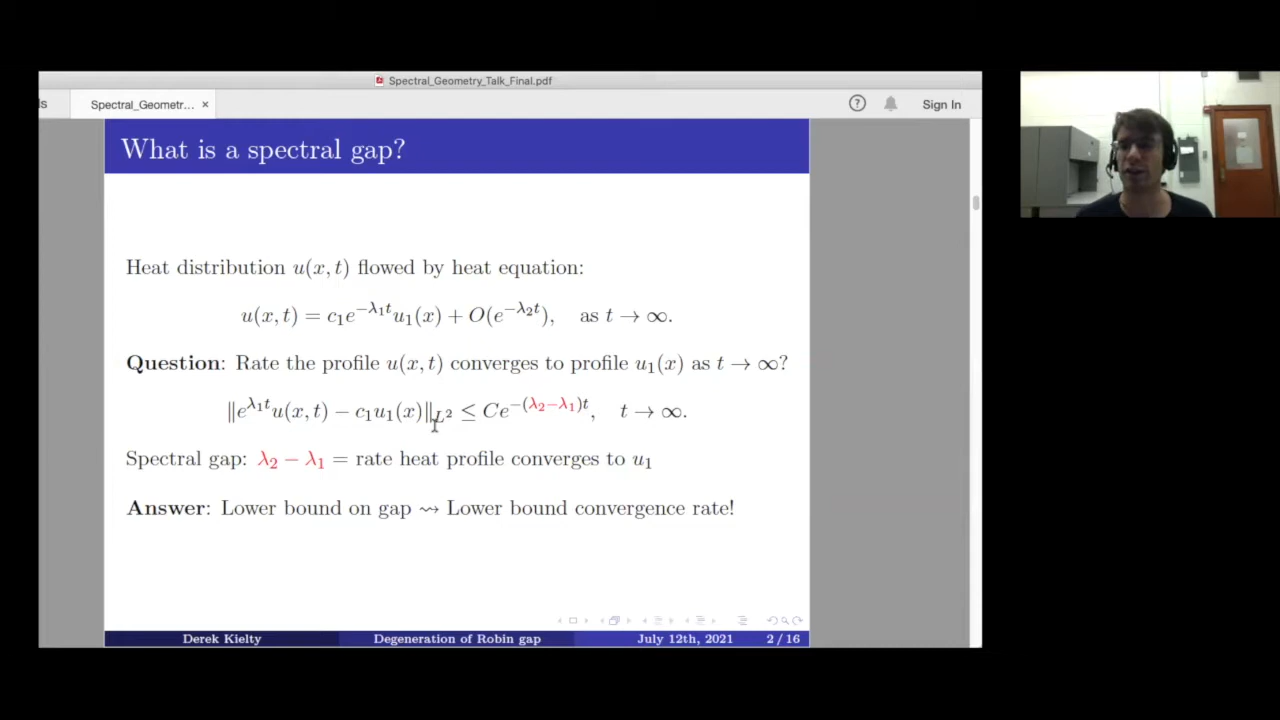 Spectral_Geometry_Talk_Final.pdf
ls
Spectral_Geometr... ×
? Sign In
What is a spectral gap?
Heat distribution u(x, t) flowed by heat equation:
u(x, t) = c₁e^{−λ₁t}u₁(x) + O(e^{−λ₂t}), as t → ∞.
Question: Rate the profile u(x, t) converges to profile u₁(x) as t → ∞?
‖e^{λ₁t}u(x, t) − c₁u₁(x)‖_{L²} ≤ Ce^{−(λ₂−λ₁)t}, t → ∞.
Spectral gap: λ₂ − λ₁ = rate heat profile converges to u₁
Answer: Lower bound on gap ⇝ Lower bound convergence rate!
Derek Kielty Degeneration of Robin gap July 12th, 2021 2 / 16